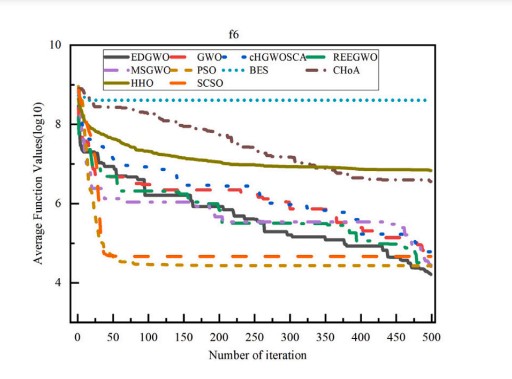 f6
EDGWO GWO cHGWOSCA REEGWO
MSGWO PSO BES CHoA
HHO SCSO
Average Function Values(log10)
10
8
6
4
0 50 100 150 200 250 300 350 400 450 500
Number of iteration